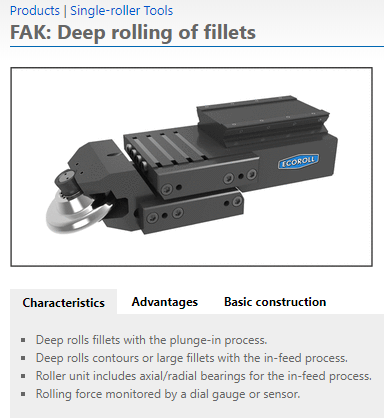 Products | Single-roller Tools
FAK: Deep rolling of fillets
ECOROLL
Characteristics Advantages Basic construction
Deep rolls fillets with the plunge-in process.
Deep rolls contours or large fillets with the in-feed process.
Roller unit includes axial/radial bearings for the in-feed process.
Rolling force monitored by a dial gauge or sensor.